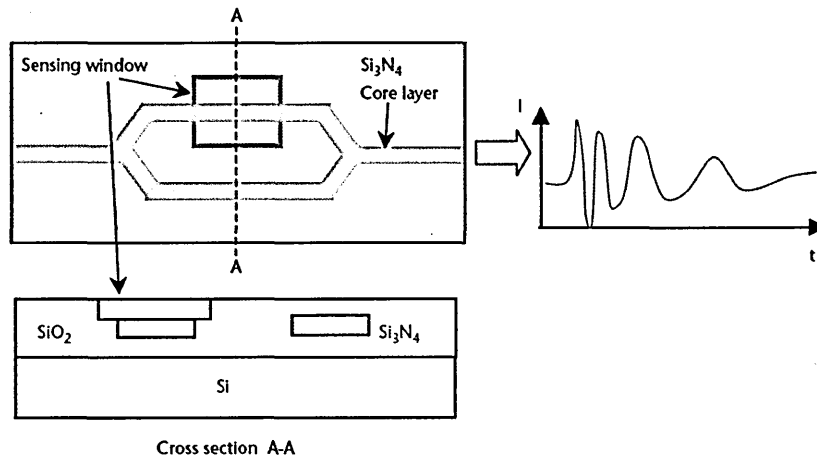 A
Sensing window
Si₃N₄
Core layer
I
t
A
SiO₂
Si₃N₄
Si
Cross section A-A